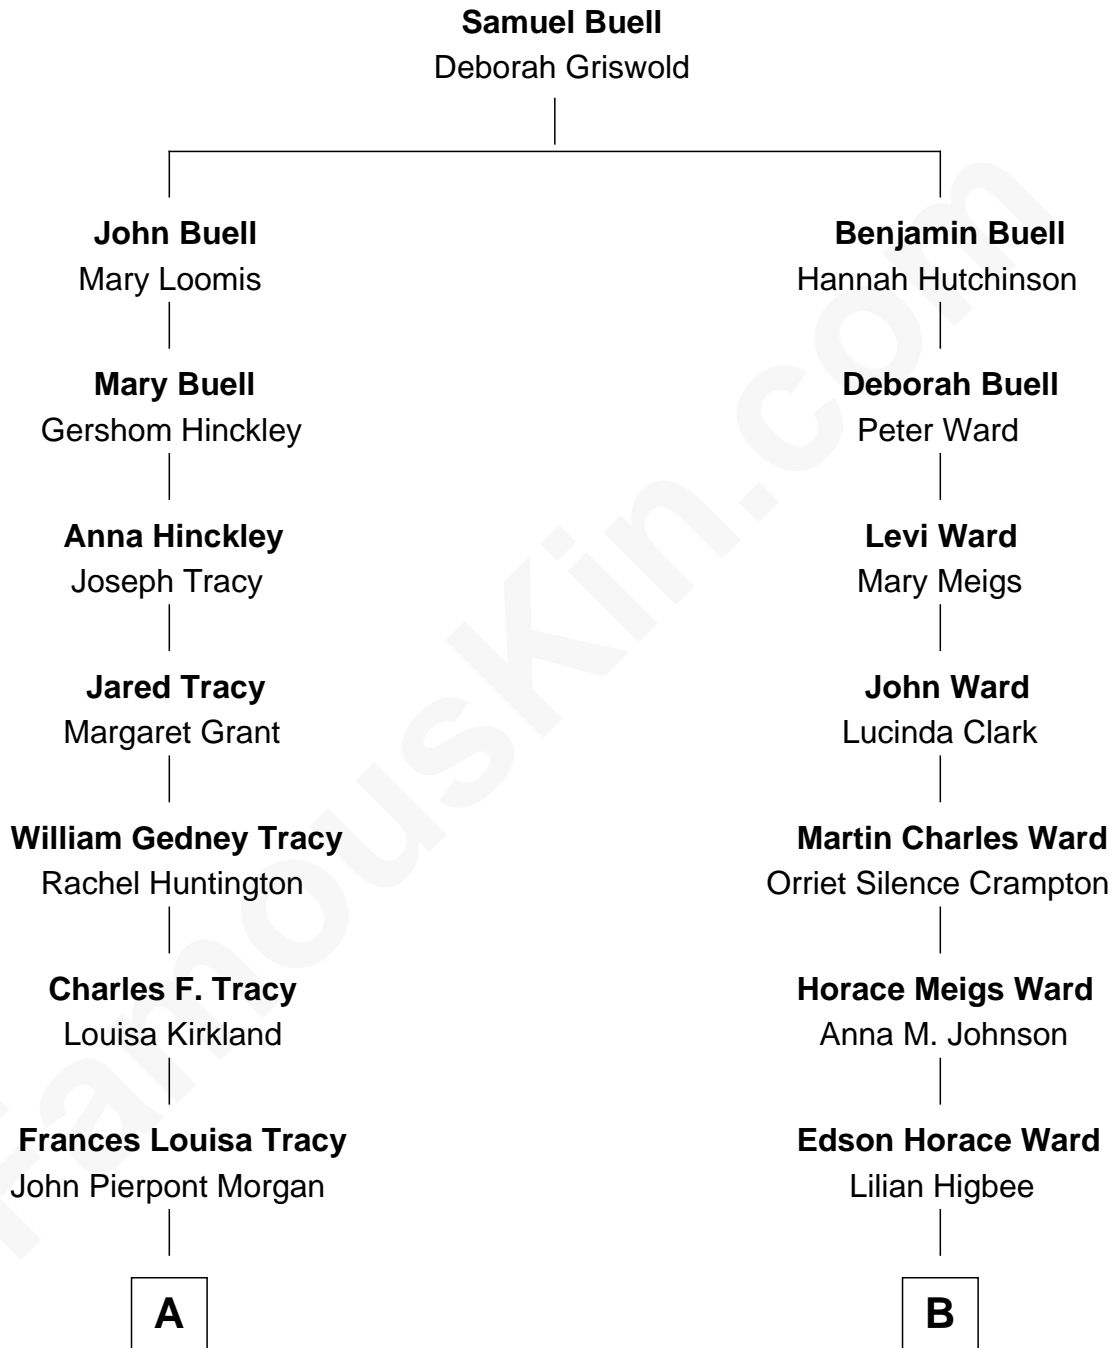 Samuel Buell
Deborah Griswold
John Buell
Mary Loomis
Benjamin Buell
Hannah Hutchinson
Mary Buell
Gershom Hinckley
Deborah Buell
Peter Ward
Anna Hinckley
Joseph Tracy
Levi Ward
Mary Meigs
Jared Tracy
Margaret Grant
John Ward
Lucinda Clark
William Gedney Tracy
Rachel Huntington
Martin Charles Ward
Orriet Silence Crampton
Charles F. Tracy
Louisa Kirkland
Horace Meigs Ward
Anna M. Johnson
Frances Louisa Tracy
John Pierpont Morgan
Edson Horace Ward
Lilian Higbee
A
B
FamousKin.com